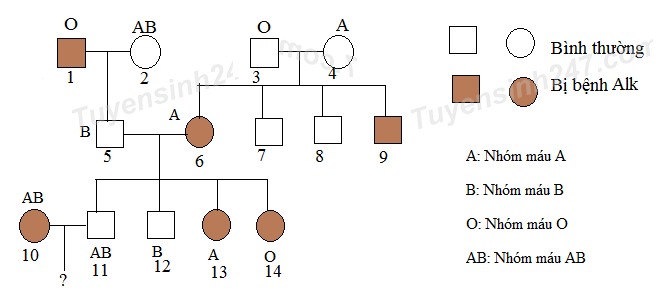 O AB O A
1 2 3 4
Bình thường
Bị bệnh Alk
B A
5 6 7 8 9
A: Nhóm máu A
B: Nhóm máu B
O: Nhóm máu O
AB: Nhóm máu AB
AB
10
?
AB B A O
11 12 13 14
Tuyensinh247.com
Tuyensinh247.com